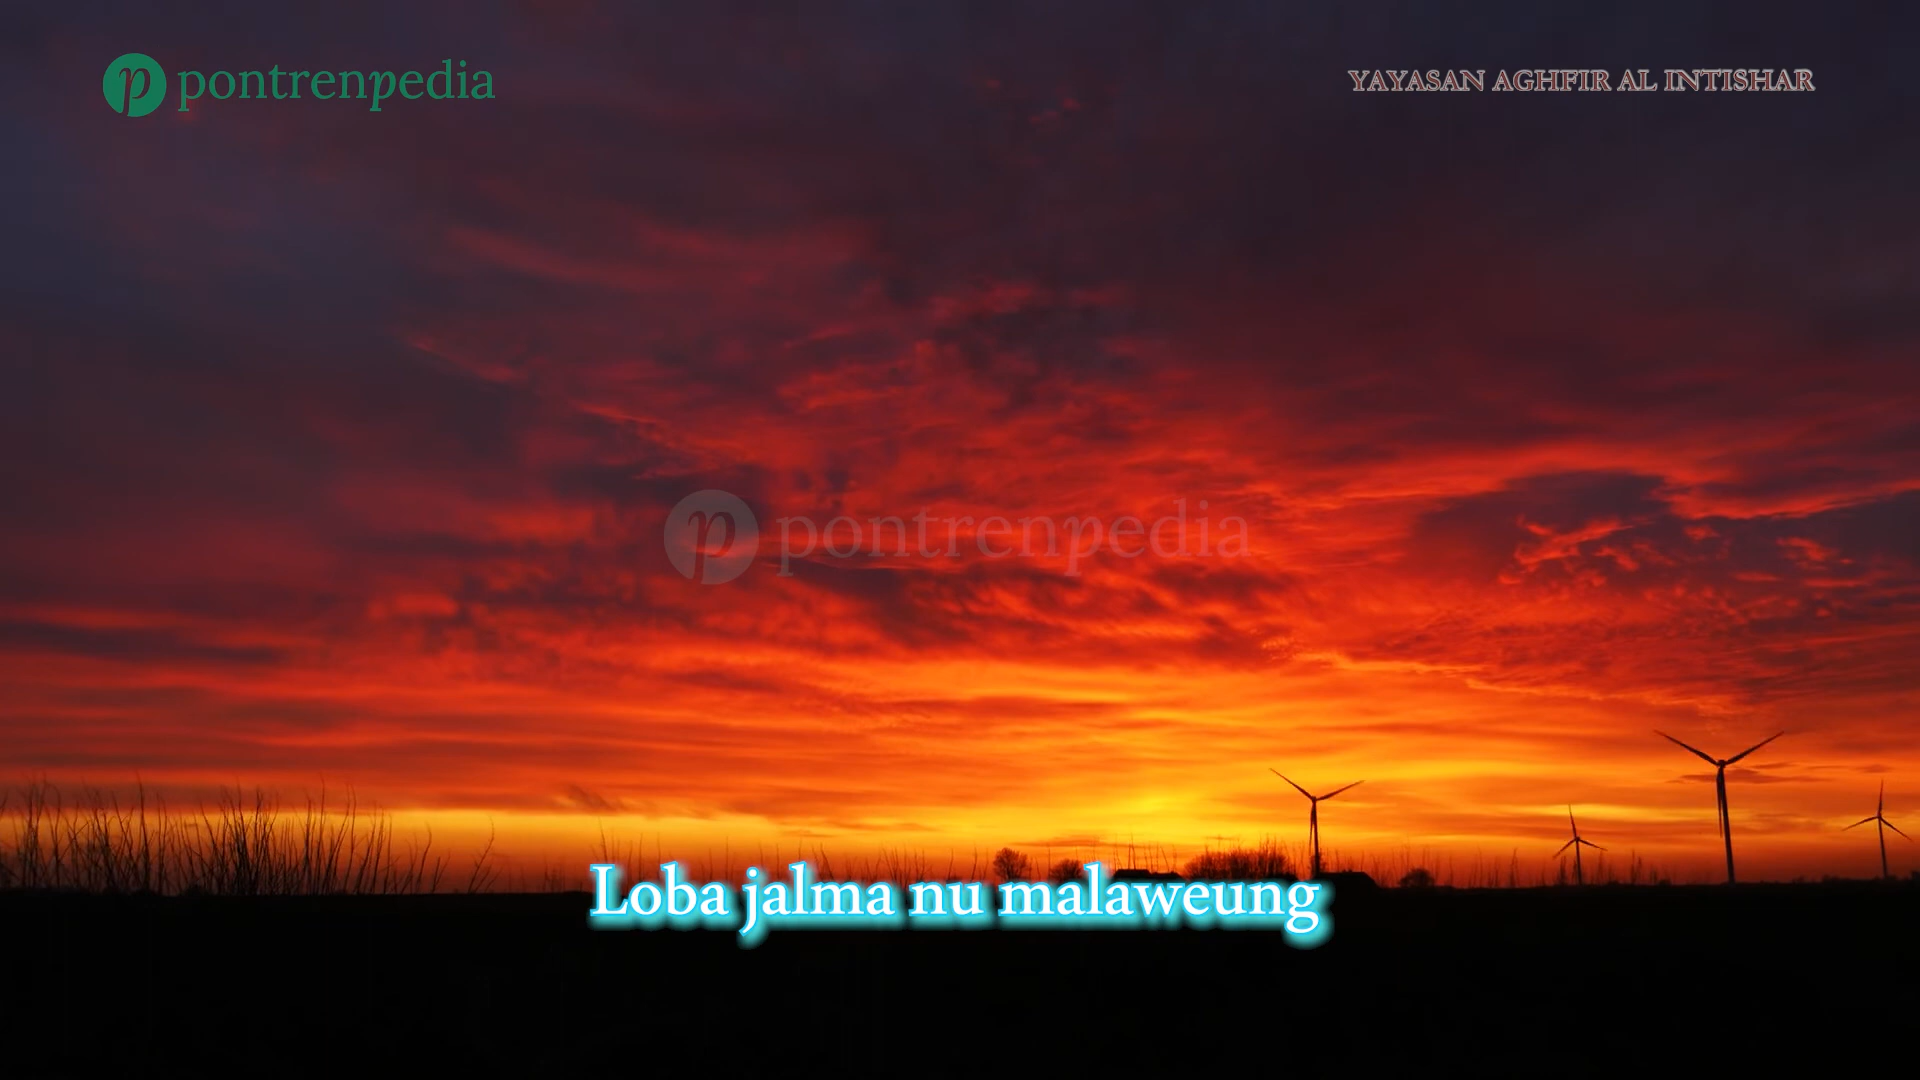 pontrenpedia
YAYASAN AGHFIR AL INTISHAR
pontrenpedia
Loba jalma nu malaweung